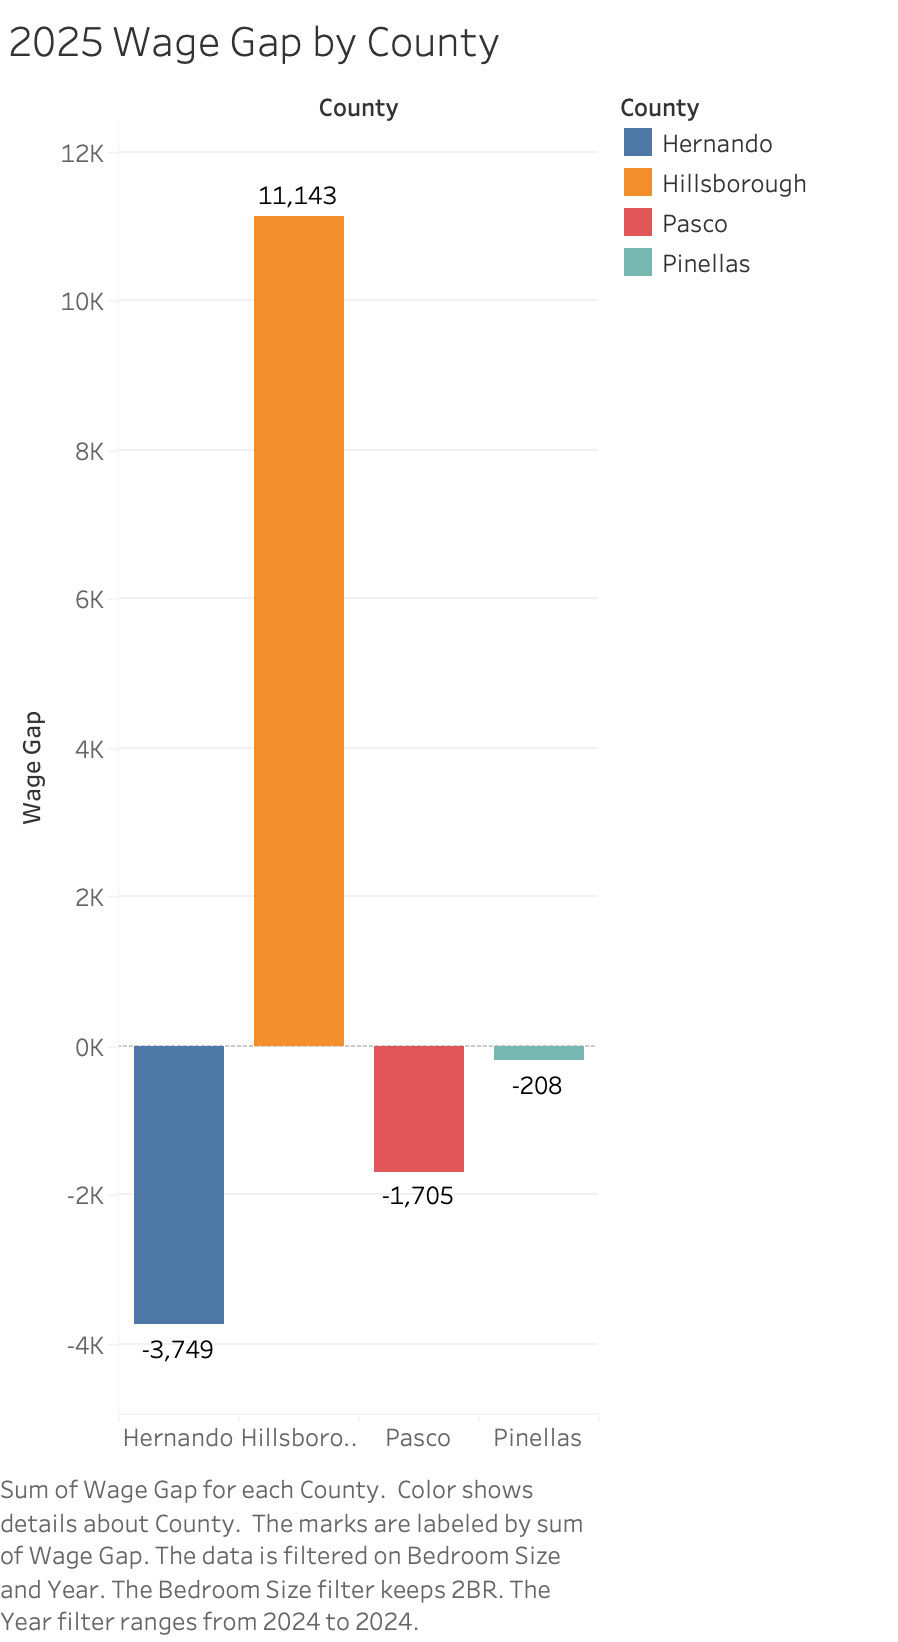 2025 Wage Gap by County
County
County
Hernando
Hillsborough
Pasco
Pinellas
12K
11,143
10K
8K
6K
4K
Wage Gap
2K
0K
-208
-2K
-1,705
-4K
-3,749
Hernando Hillsboro.. Pasco Pinellas
Sum of Wage Gap for each County. Color shows
details about County. The marks are labeled by sum
of Wage Gap. The data is filtered on Bedroom Size
and Year. The Bedroom Size filter keeps 2BR. The
Year filter ranges from 2024 to 2024.